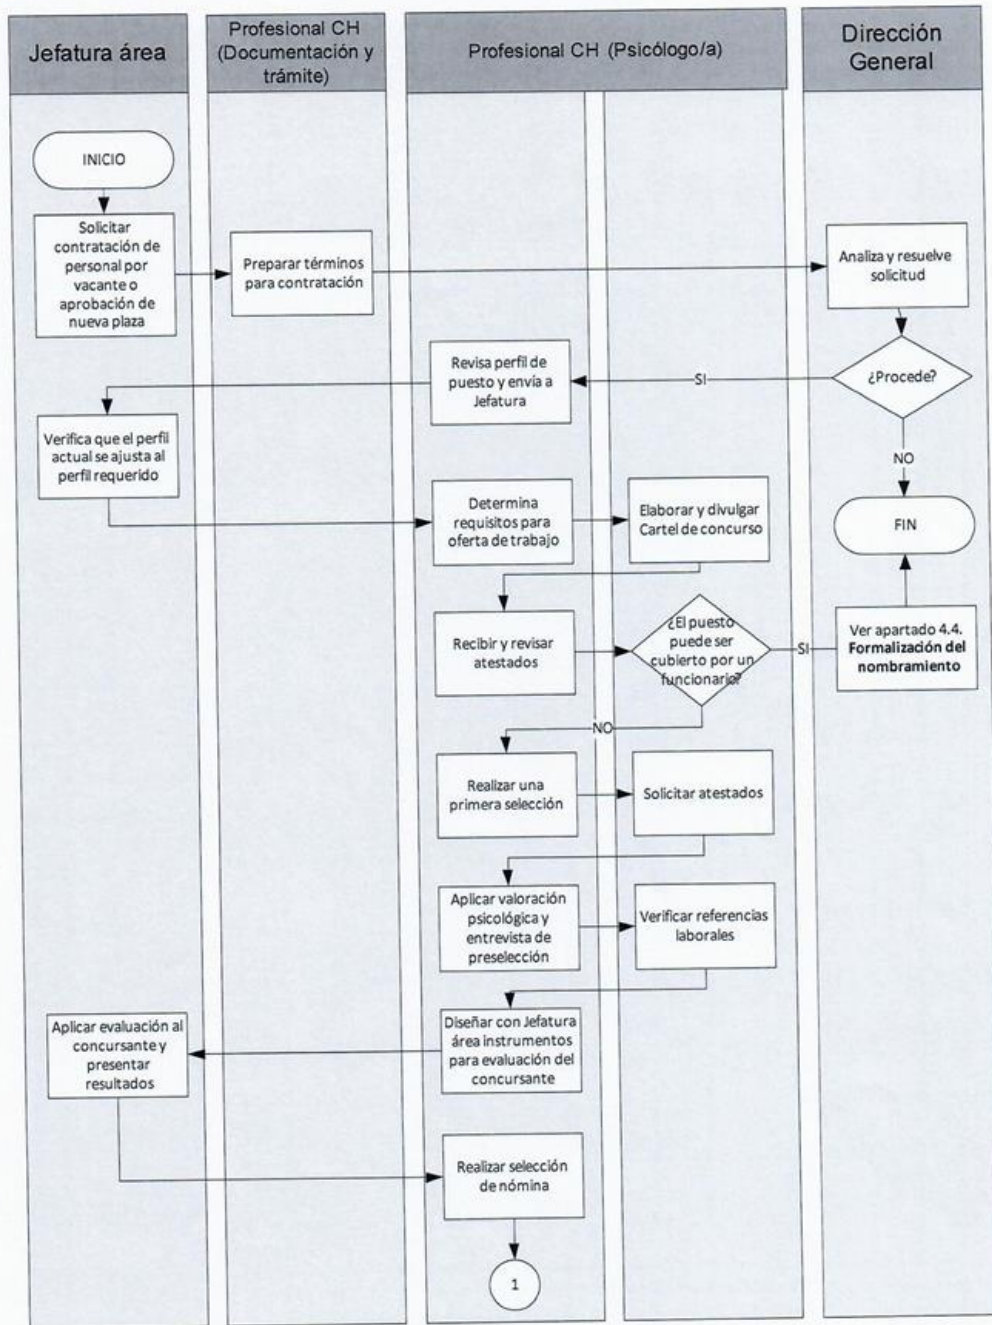 Jefatura área
Profesional CH
(Documentación y
trámite)
Profesional CH (Psicólogo/a)
Dirección
General
INICIO
Solicitar
contratación de
personal por
vacante o
aprobación de
nueva plaza
Preparar términos
para contratación
Analiza y resuelve
solicitud
¿Procede?
SI
NO
FIN
Revisa perfil de
puesto y envía a
Jefatura
Verifica que el perfil
actual se ajusta al
perfil requerido
Determina
requisitos para
oferta de trabajo
Elaborar y divulgar
Cartel de concurso
Recibir y revisar
atestados
¿El puesto
puede ser
cubierto por un
funcionario?
SI
Ver apartado 4.4.
Formalización del
nombramiento
NO
Realizar una
primera selección
Solicitar atestados
Aplicar valoración
psicológica y
entrevista de
preselección
Verificar referencias
laborales
Diseñar con Jefatura
área instrumentos
para evaluación del
concursante
Aplicar evaluación al
concursante y
presentar
resultados
Realizar selección
de nómina
1